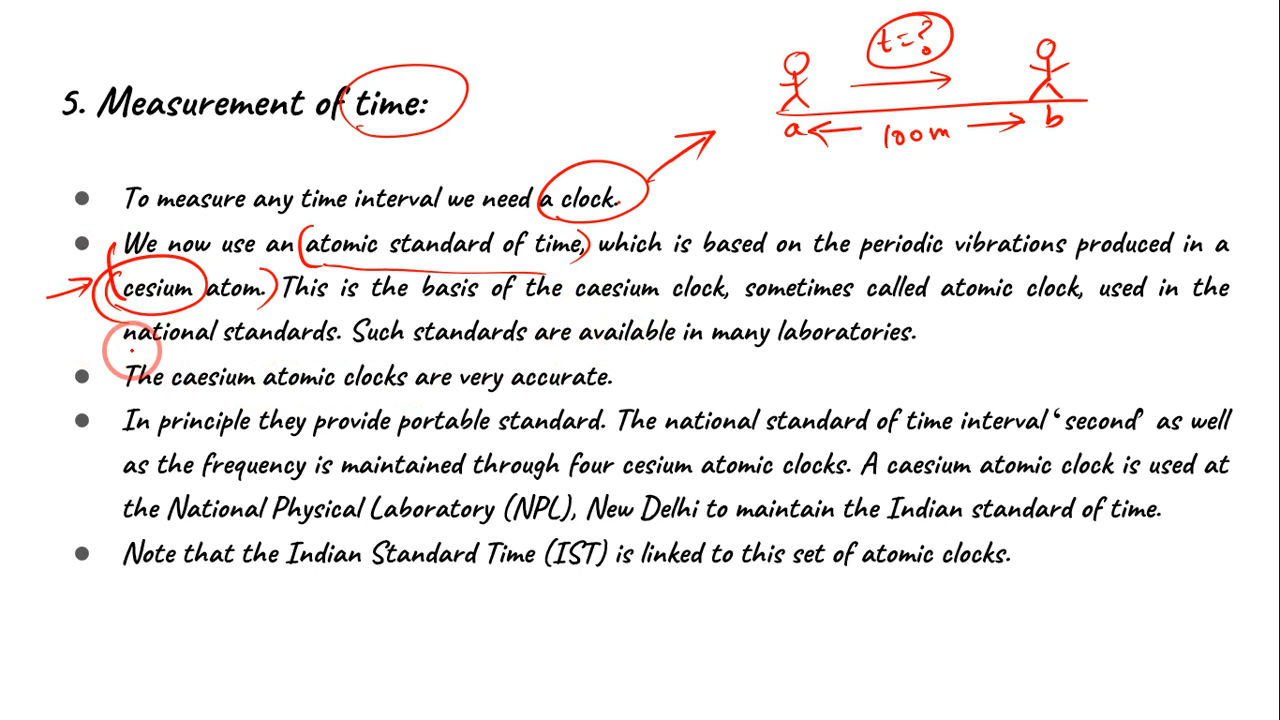 t=?
5. Measurement of time:
a 100m b
● To measure any time interval we need a clock.
● We now use an atomic standard of time, which is based on the periodic vibrations produced in a
cesium atom. This is the basis of the caesium clock, sometimes called atomic clock, used in the
national standards. Such standards are available in many laboratories.
● The caesium atomic clocks are very accurate.
● In principle they provide portable standard. The national standard of time interval ‘second’ as well
as the frequency is maintained through four cesium atomic clocks. A caesium atomic clock is used at
the National Physical Laboratory (NPL), New Delhi to maintain the Indian standard of time.
● Note that the Indian Standard Time (IST) is linked to this set of atomic clocks.